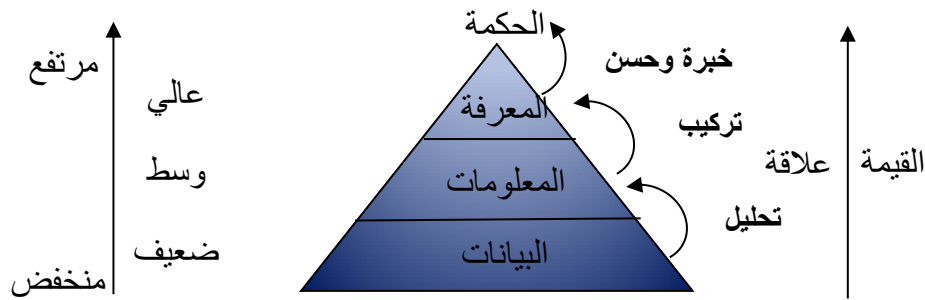 الحكمة
خبرة وحسن
مرتفع
عالي
المعرفة
تركيب
القيمة
علاقة
وسط
المعلومات
تحليل
ضعيف
البيانات
منخفض